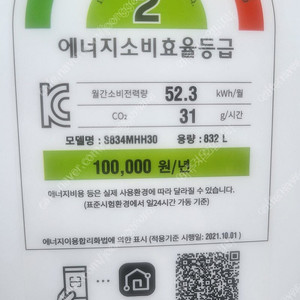 2
에너지소비효율등급
월간소비전력량 52.3 kWh/월
CO₂ 31 g/시간
모델명 : S834MHH30 용량 : 832 L
100,000 원/년
에너지비용 등은 실제 사용환경에 따라 달라질 수 있습니다.
(표준시험환경에서 일24시간 가동 기준)
에너지이용합리화법에 의한 표시 (적용기준 시행일: 2021.10.01)